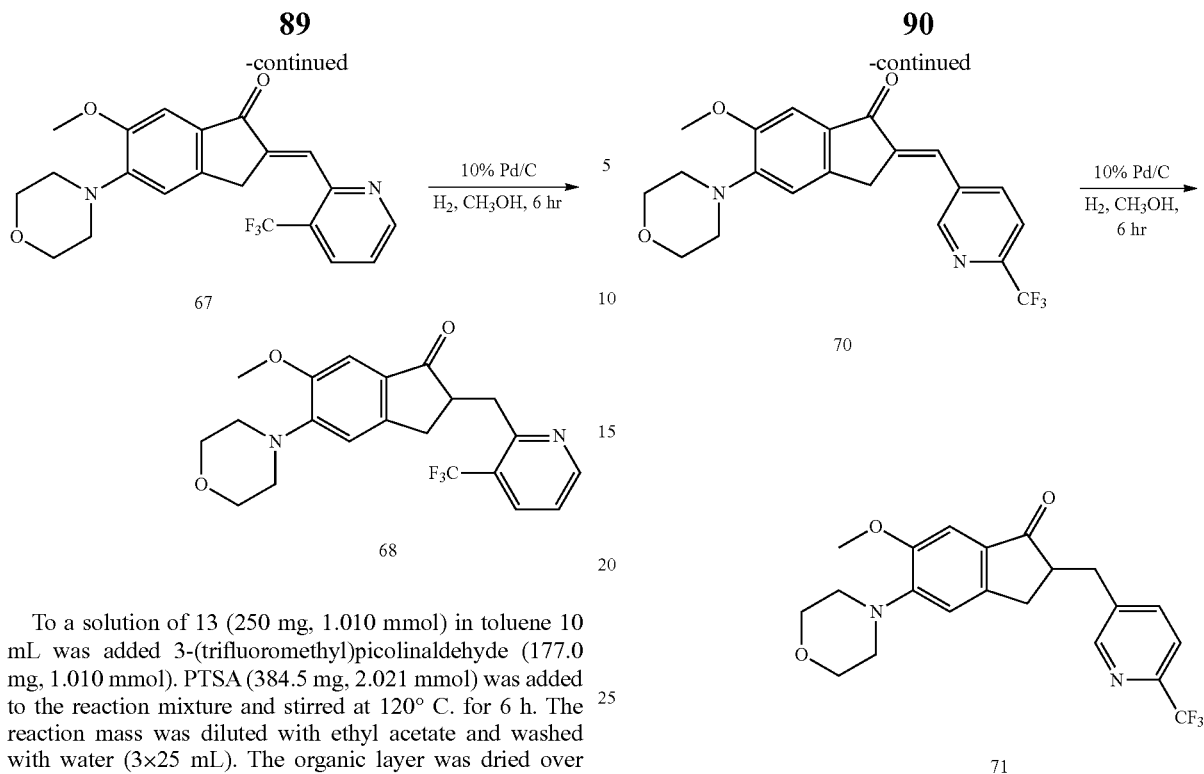 89
-continued
O
O
N
O
N
F₃C
10% Pd/C
H₂, CH₃OH, 6 hr
67
O
O
N
O
N
F₃C
68
To a solution of 13 (250 mg, 1.010 mmol) in toluene 10
mL was added 3-(trifluoromethyl)picolinaldehyde (177.0
mg, 1.010 mmol). PTSA (384.5 mg, 2.021 mmol) was added
to the reaction mixture and stirred at 120° C. for 6 h. The
reaction mass was diluted with ethyl acetate and washed
with water (3×25 mL). The organic layer was dried over
5
10
15
20
25
90
-continued
O
O
N
O
N
CF₃
10% Pd/C
H₂, CH₃OH,
6 hr
70
O
O
N
O
N
CF₃
71